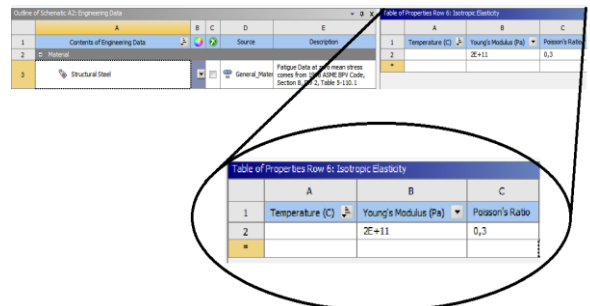 Outline of Schematic A2: Engineering Data
A B C D E
1 Contents of Engineering Data Source Description
2 Material
3 Structural Steel General_Mater Fatigue Data at zero mean stress
comes from 1998 ASME BPV Code,
Section 8, Div 2, Table 5-110.1
Table of Properties Row 6: Isotropic Elasticity
A B C
1 Temperature (C) Young's Modulus (Pa) Poisson's Ratio
2 2E+11 0,3
*
Table of Properties Row 6: Isotropic Elasticity
A B C
1 Temperature (C) Young's Modulus (Pa) Poisson's Ratio
2 2E+11 0,3
*